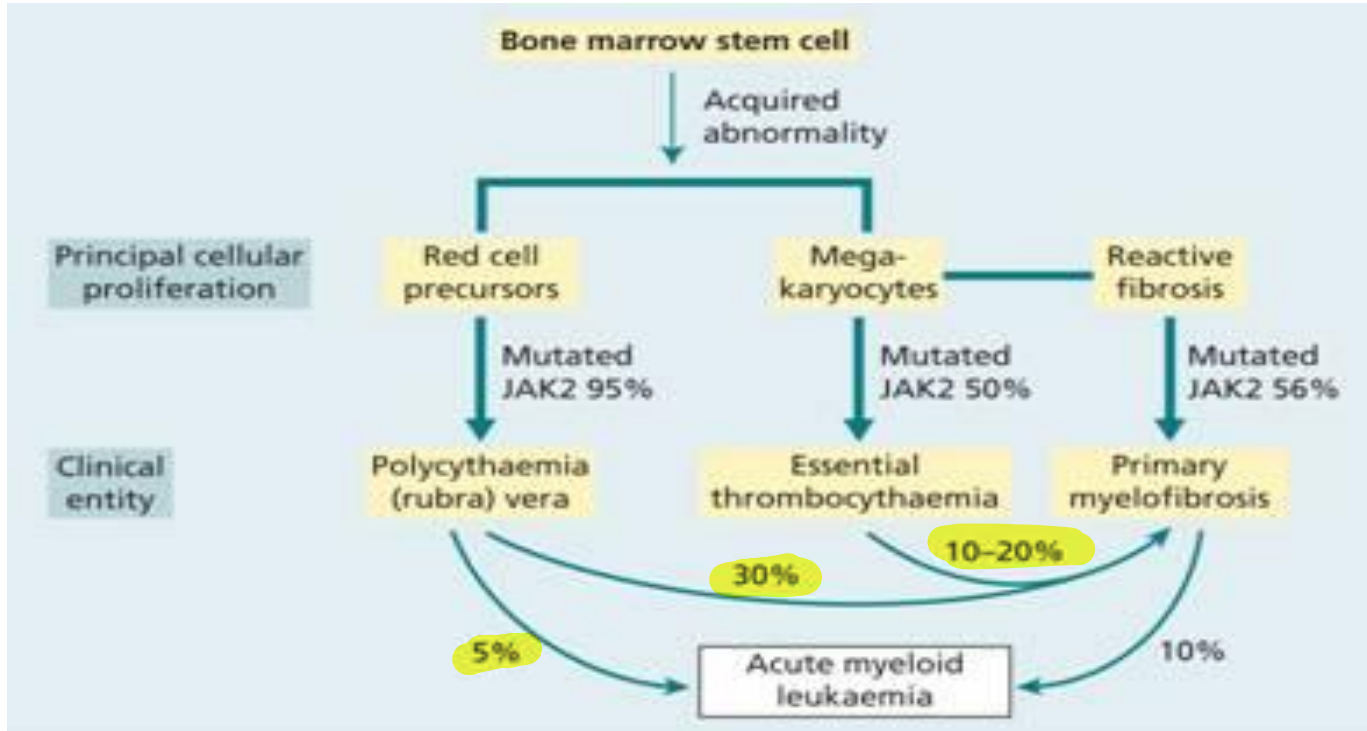 Bone marrow stem cell
Acquired
abnormality
Principal cellular
proliferation
Red cell
precursors
Mega-
karyocytes
Reactive
fibrosis
Mutated
JAK2 95%
Mutated
JAK2 50%
Mutated
JAK2 56%
Clinical
entity
Polycythaemia
(rubra) vera
Essential
thrombocythaemia
Primary
myelofibrosis
10–20%
30%
5%
10%
Acute myeloid
leukaemia